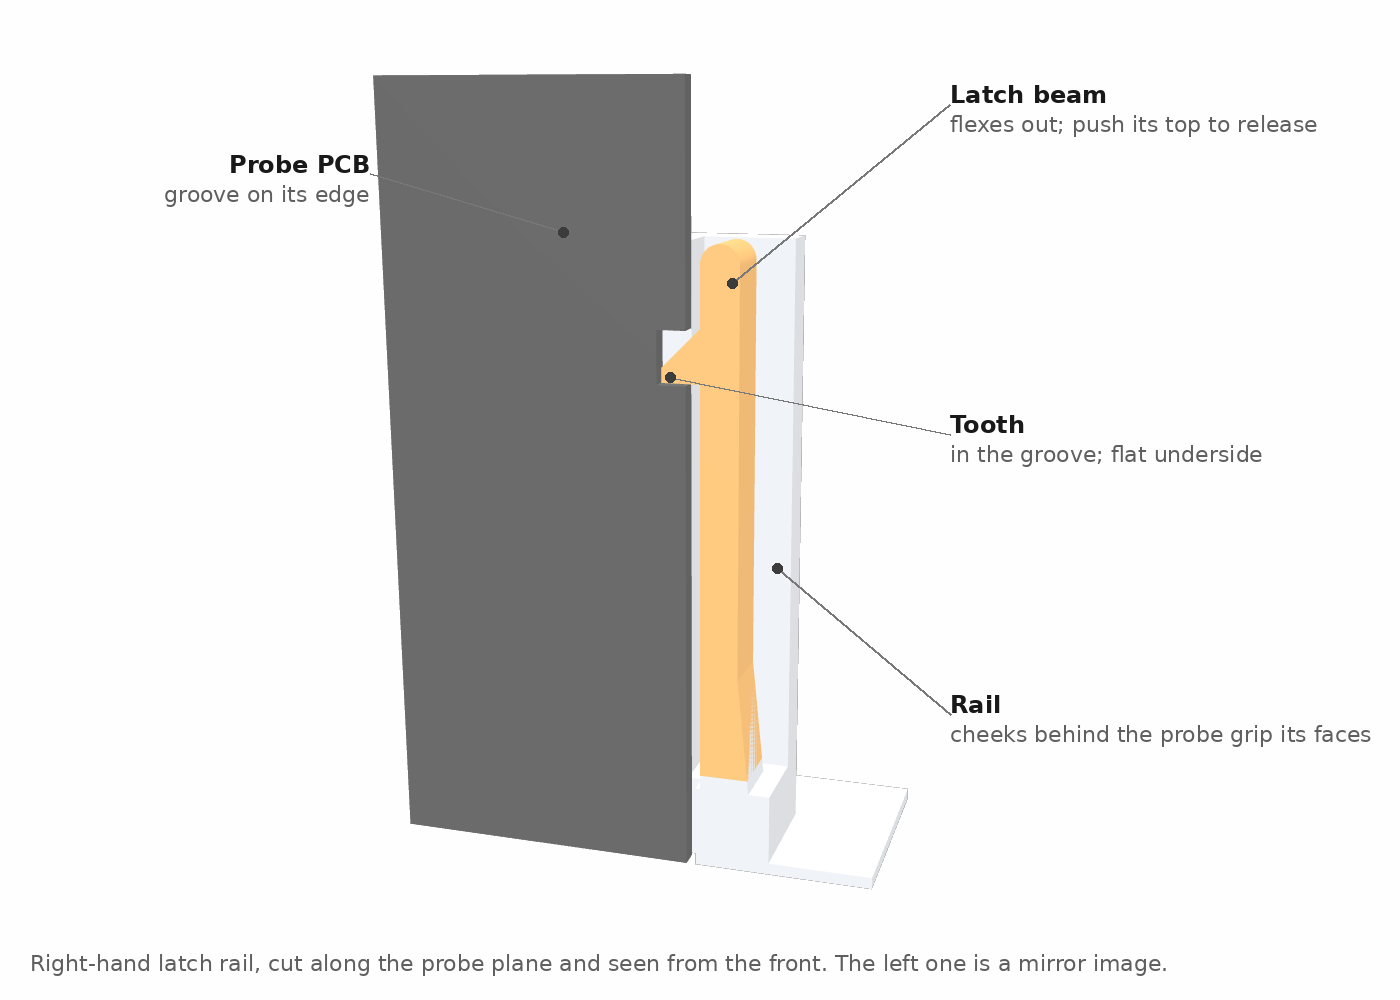 Latch beam
flexes out; push its top to release
Probe PCB
groove on its edge
Tooth
in the groove; flat underside
Rail
cheeks behind the probe grip its faces
Right-hand latch rail, cut along the probe plane and seen from the front. The left one is a mirror image.